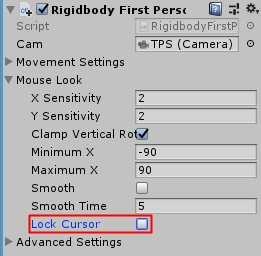 Rigidbody First Perso
Script RigidbodyFirstP
Cam TPS (Camera)
Movement Settings
Mouse Look
X Sensitivity 2
Y Sensitivity 2
Clamp Vertical Rot
Minimum X -90
Maximum X 90
Smooth
Smooth Time 5
Lock Cursor
Advanced Settings